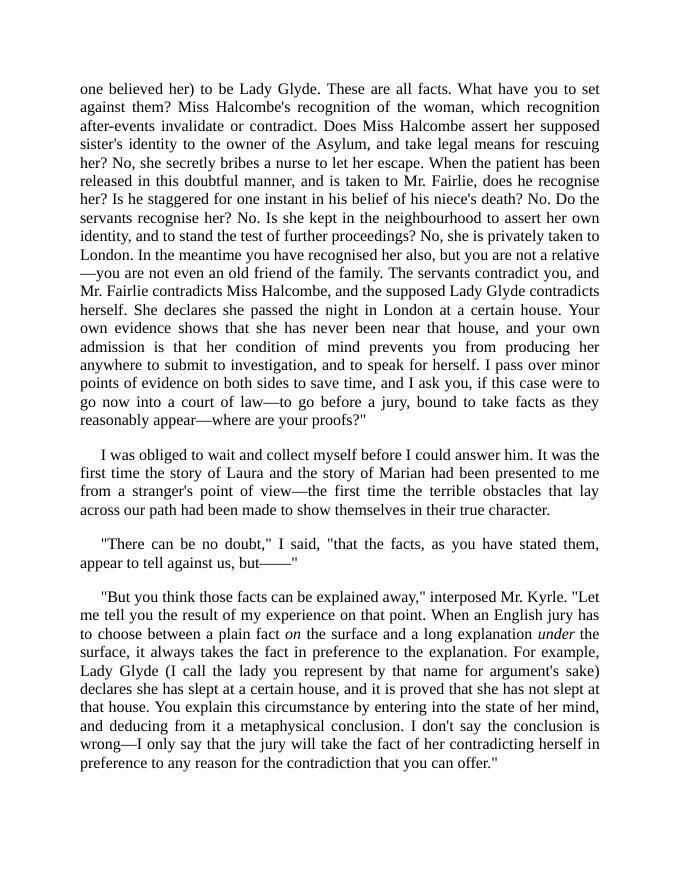 one believed her) to be Lady Glyde. These are all facts. What have you to set
against them? Miss Halcombe's recognition of the woman, which recognition
after-events invalidate or contradict. Does Miss Halcombe assert her supposed
sister's identity to the owner of the Asylum, and take legal means for rescuing
her? No, she secretly bribes a nurse to let her escape. When the patient has been
released in this doubtful manner, and is taken to Mr. Fairlie, does he recognise
her? Is he staggered for one instant in his belief of his niece's death? No. Do the
servants recognise her? No. Is she kept in the neighbourhood to assert her own
identity, and to stand the test of further proceedings? No, she is privately taken to
London. In the meantime you have recognised her also, but you are not a relative
—you are not even an old friend of the family. The servants contradict you, and
Mr. Fairlie contradicts Miss Halcombe, and the supposed Lady Glyde contradicts
herself. She declares she passed the night in London at a certain house. Your
own evidence shows that she has never been near that house, and your own
admission is that her condition of mind prevents you from producing her
anywhere to submit to investigation, and to speak for herself. I pass over minor
points of evidence on both sides to save time, and I ask you, if this case were to
go now into a court of law—to go before a jury, bound to take facts as they
reasonably appear—where are your proofs?"
I was obliged to wait and collect myself before I could answer him. It was the
first time the story of Laura and the story of Marian had been presented to me
from a stranger's point of view—the first time the terrible obstacles that lay
across our path had been made to show themselves in their true character.
"There can be no doubt," I said, "that the facts, as you have stated them,
appear to tell against us, but——"
"But you think those facts can be explained away," interposed Mr. Kyrle. "Let
me tell you the result of my experience on that point. When an English jury has
to choose between a plain fact on the surface and a long explanation under the
surface, it always takes the fact in preference to the explanation. For example,
Lady Glyde (I call the lady you represent by that name for argument's sake)
declares she has slept at a certain house, and it is proved that she has not slept at
that house. You explain this circumstance by entering into the state of her mind,
and deducing from it a metaphysical conclusion. I don't say the conclusion is
wrong—I only say that the jury will take the fact of her contradicting herself in
preference to any reason for the contradiction that you can offer."